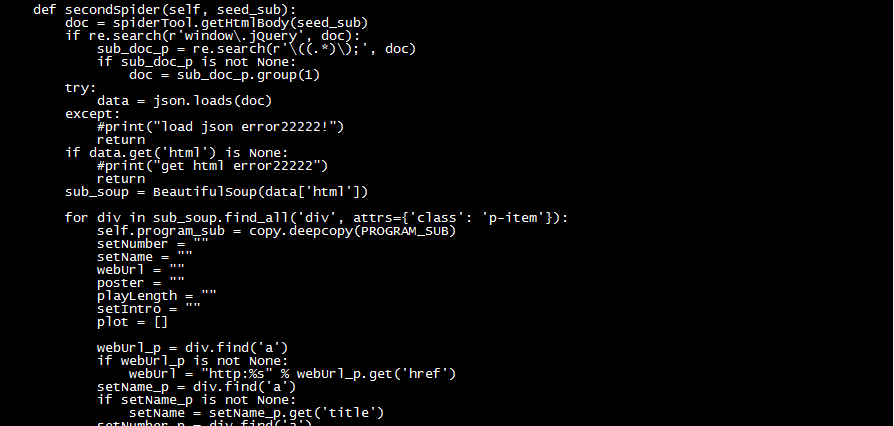 def secondSpider(self, seed_sub):
doc = spiderTool.getHtmlBody(seed_sub)
if re.search(r'window\.jQuery', doc):
sub_doc_p = re.search(r'\((.*)\);', doc)
if sub_doc_p is not None:
doc = sub_doc_p.group(1)
try:
data = json.loads(doc)
except:
#print("load json error22222!")
return
if data.get('html') is None:
#print("get html error22222")
return
sub_soup = BeautifulSoup(data['html'])
for div in sub_soup.find_all('div', attrs={'class': 'p-item'}):
self.program_sub = copy.deepcopy(PROGRAM_SUB)
setNumber = ""
setName = ""
webUrl = ""
poster = ""
playLength = ""
setIntro = ""
plot = []
webUrl_p = div.find('a')
if webUrl_p is not None:
webUrl = "http:%s" % webUrl_p.get('href')
setName_p = div.find('a')
if setName_p is not None:
setName = setName_p.get('title')
setNumber_p = div.find('a')